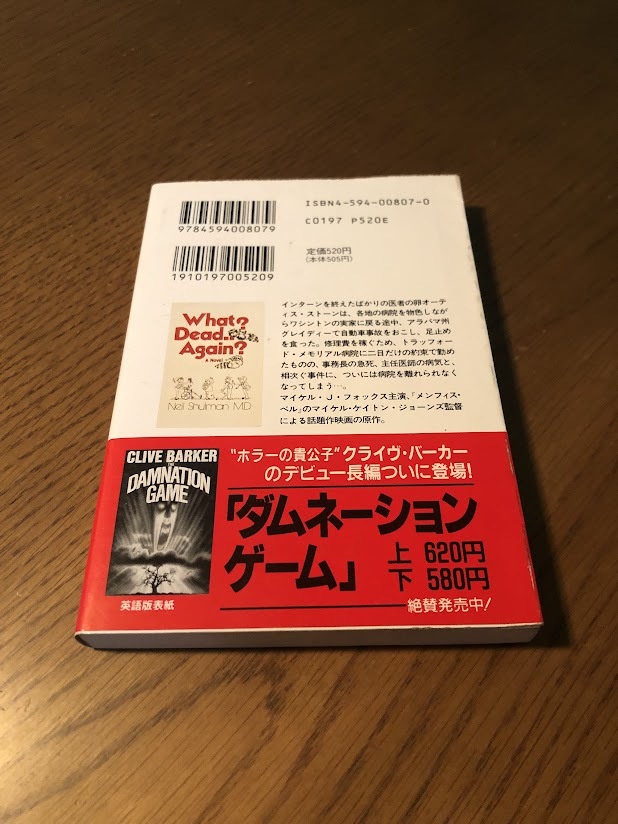 ISBN4-594-00807-0
C0197 P520E
9784594008079
定価520円
(本体505円)
1910197005209
What?
Dead..
Again?
A Novel
Neil Shulman MD
インターンを終えたばかりの医者の卵オーテ
ィス・ストーンは、各地の病院を物色しなが
らワシントンの実家に戻る途中、アラバマ州
グレイディーで自動車事故をおこし、足止め
を食った。修理費を稼ぐため、トラッフォー
ド・メモリアル病院に二日だけの約束で勤め
たものの、事務長の急死、主任医師の病気と、
相次ぐ事件に、ついには病院を離れられなく
なってしまう…。
マイケル・J・フォックス主演、「メンフィス・
ベル」のマイケル・ケイトン・ジョーンズ監督
による話題作映画の原作。
CLIVE BARKER
THE
DAMNATION
GAME
英語版表紙
"ホラーの貴公子"クライヴ・バーカー
のデビュー長編ついに登場!
「ダムネーション
ゲーム」
上 620円
下 580円
絶賛発売中!